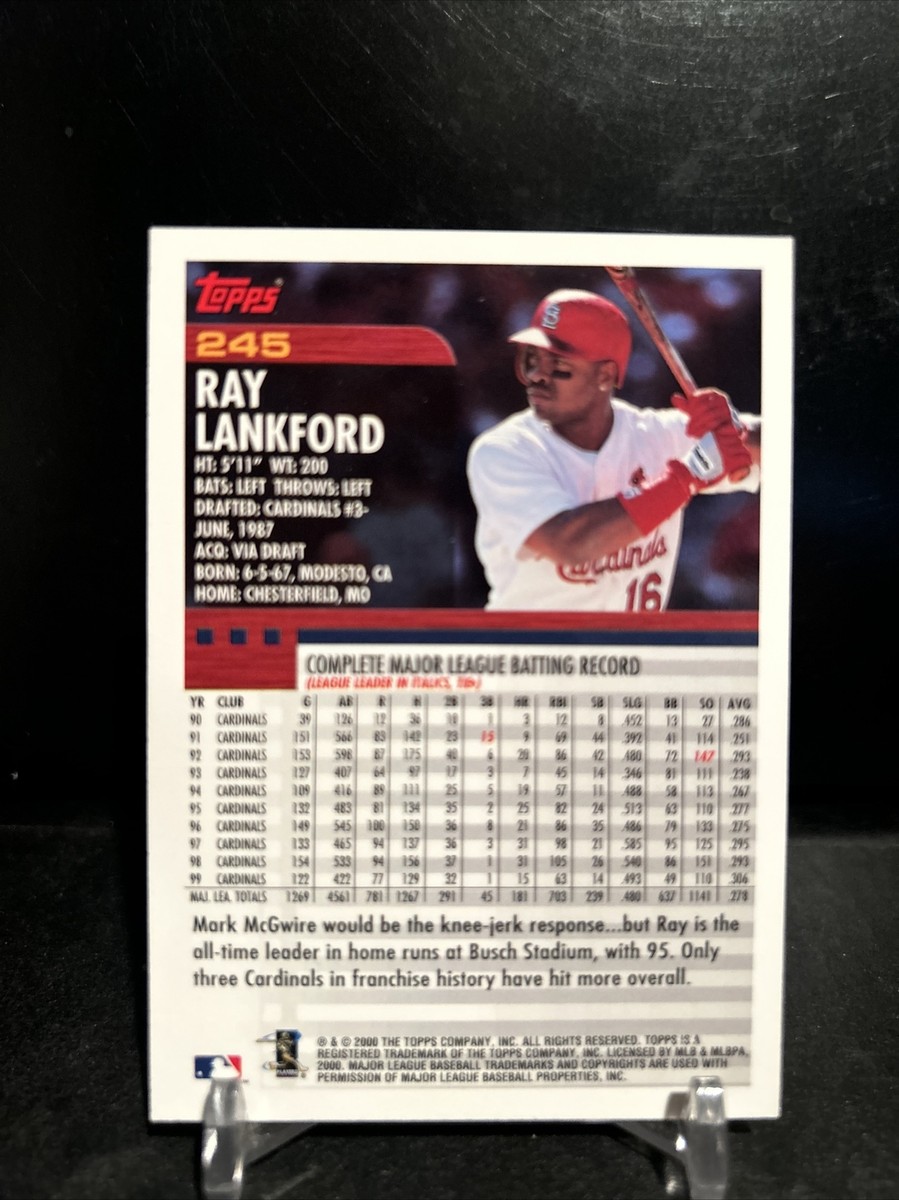 Topps
245
RAY
LANKFORD
HT: 5'11" WT: 200
BATS: LEFT THROWS: LEFT
DRAFTED: CARDINALS #3-
JUNE, 1987
ACQ: VIA DRAFT
BORN: 6-5-67, MODESTO, CA
HOME: CHESTERFIELD, MO
Cardinals
16
COMPLETE MAJOR LEAGUE BATTING RECORD
(LEAGUE LEADER IN ITALICS, TIE•)
YR CLUB G AB R H 2B 3B HR RBI SB SLG BB SO AVG
90 CARDINALS 39 126 12 36 10 1 3 12 8 .452 13 27 .286
91 CARDINALS 151 566 83 142 23 15 9 69 44 .392 41 114 .251
92 CARDINALS 153 598 87 175 40 6 20 86 42 .480 72 147 .293
93 CARDINALS 127 407 64 97 17 3 7 45 14 .346 81 111 .238
94 CARDINALS 109 416 89 111 25 5 19 57 11 .488 58 113 .267
95 CARDINALS 132 483 81 134 35 2 25 82 24 .513 63 110 .277
96 CARDINALS 149 545 100 150 36 8 21 86 35 .486 79 133 .275
97 CARDINALS 133 465 94 137 36 3 31 98 21 .585 95 125 .295
98 CARDINALS 154 533 94 156 37 1 31 105 26 .540 86 151 .293
99 CARDINALS 122 422 77 129 32 1 15 63 14 .493 49 110 .306
MAJ. LEA. TOTALS 1269 4561 781 1267 291 45 181 703 239 .480 637 1141 .278
Mark McGwire would be the knee-jerk response...but Ray is the
all-time leader in home runs at Busch Stadium, with 95. Only
three Cardinals in franchise history have hit more overall.
® & © 2000 THE TOPPS COMPANY, INC. ALL RIGHTS RESERVED. TOPPS IS A
REGISTERED TRADEMARK OF THE TOPPS COMPANY, INC. LICENSED BY MLB & MLBPA,
2000. MAJOR LEAGUE BASEBALL TRADEMARKS AND COPYRIGHTS ARE USED WITH
PERMISSION OF MAJOR LEAGUE BASEBALL PROPERTIES, INC.